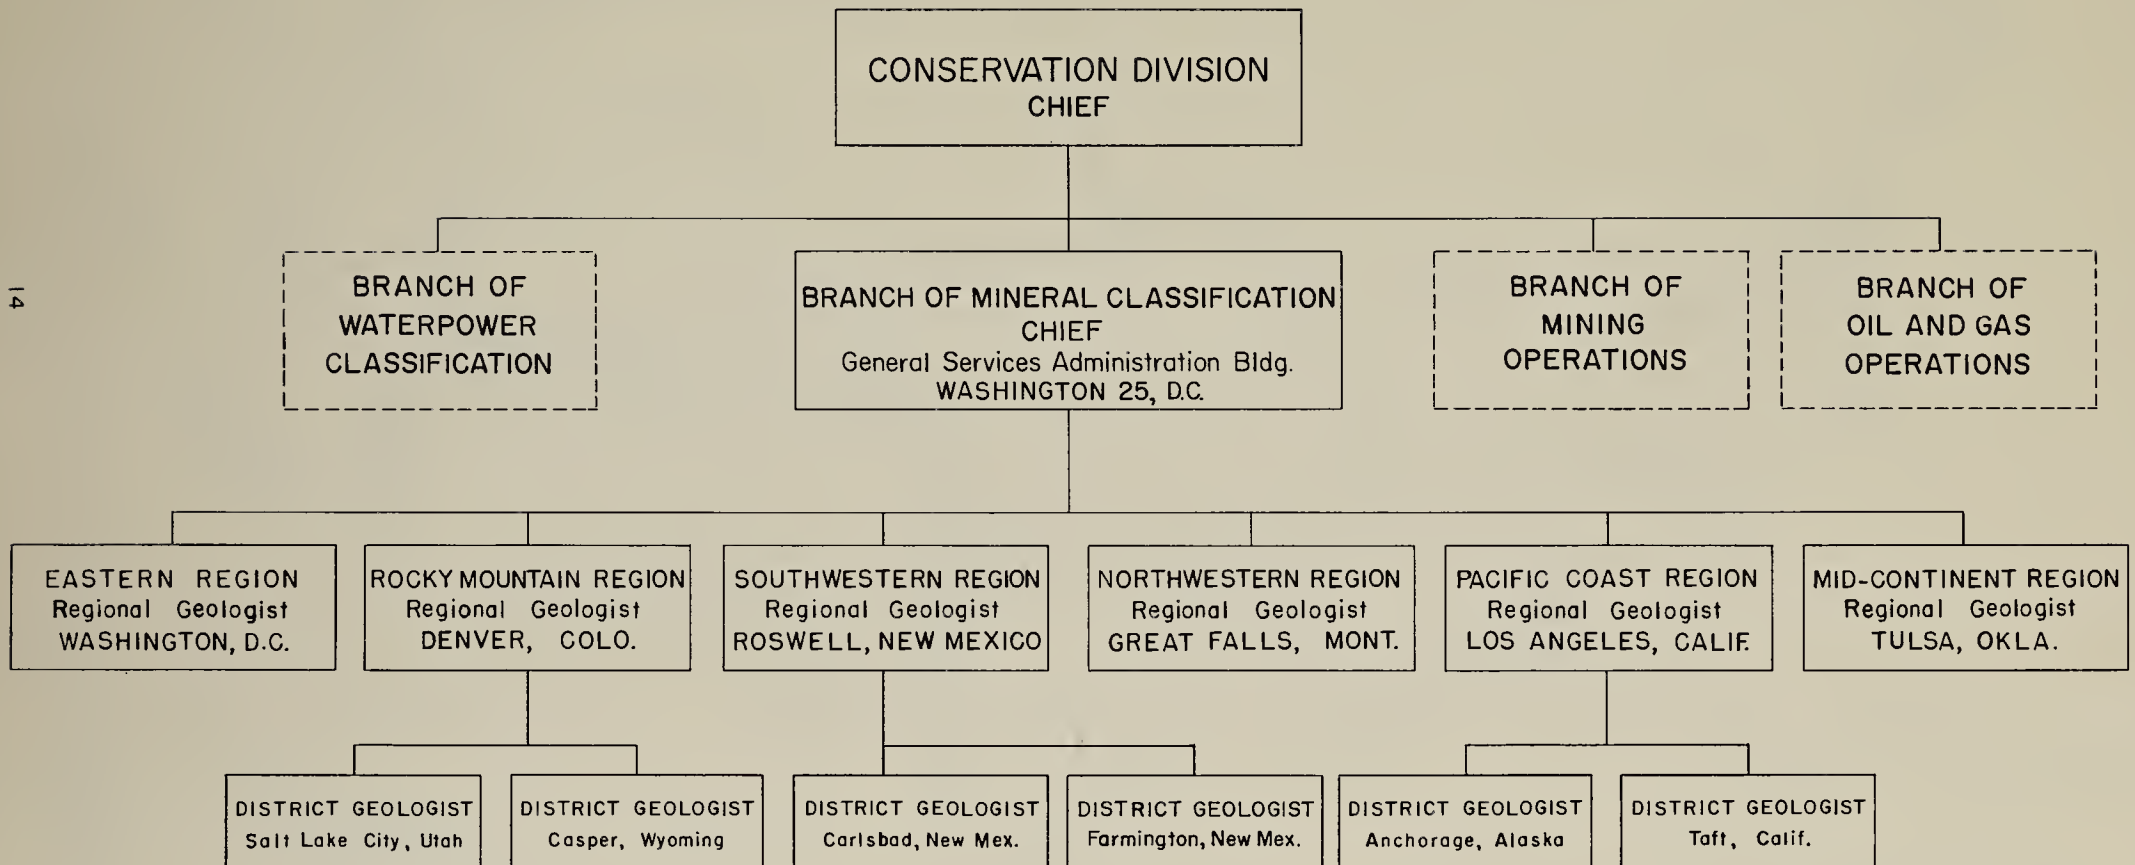 CONSERVATION DIVISION
CHIEF
14
BRANCH OF
WATERPOWER
CLASSIFICATION
BRANCH OF MINERAL CLASSIFICATION
CHIEF
General Services Administration Bldg.
WASHINGTON 25, D.C.
BRANCH OF
MINING
OPERATIONS
BRANCH OF
OIL AND GAS
OPERATIONS
EASTERN REGION
Regional Geologist
WASHINGTON, D.C.
ROCKY MOUNTAIN REGION
Regional Geologist
DENVER, COLO.
SOUTHWESTERN REGION
Regional Geologist
ROSWELL, NEW MEXICO
NORTHWESTERN REGION
Regional Geologist
GREAT FALLS, MONT.
PACIFIC COAST REGION
Regional Geologist
LOS ANGELES, CALIF.
MID-CONTINENT REGION
Regional Geologist
TULSA, OKLA.
DISTRICT GEOLOGIST
Salt Lake City, Utah
DISTRICT GEOLOGIST
Casper, Wyoming
DISTRICT GEOLOGIST
Carlsbad, New Mex.
DISTRICT GEOLOGIST
Farmington, New Mex.
DISTRICT GEOLOGIST
Anchorage, Alaska
DISTRICT GEOLOGIST
Taft, Calif.